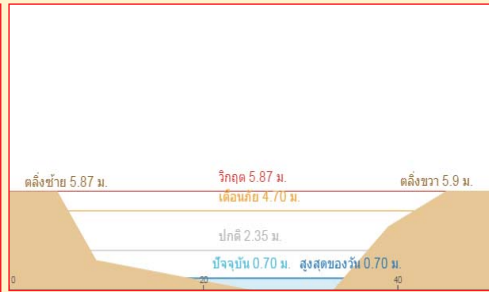 วิกฤต 5.87 ม.
ตลิ่งซ้าย 5.87 ม.
ตลิ่งขวา 5.9 ม.
เตือนภัย 4.70 ม.
ปกติ 2.35 ม.
ปัจจุบัน 0.70 ม. สูงสุดของวัน 0.70 ม.
0 20 40